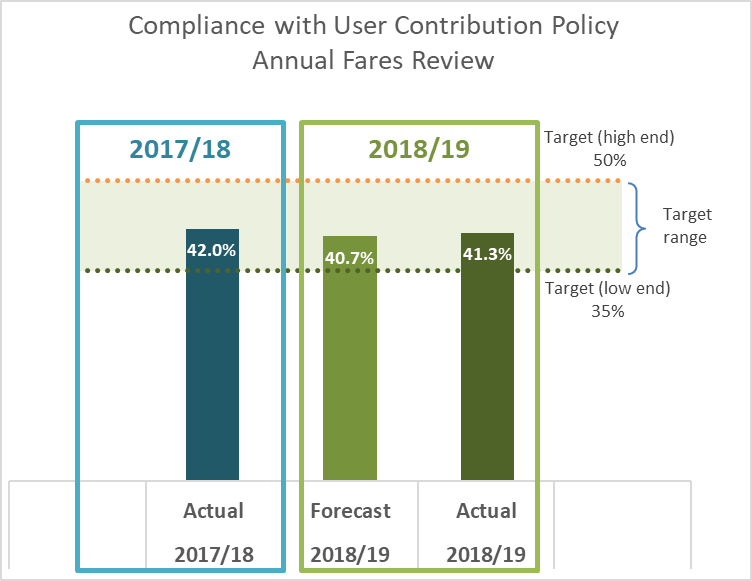 Compliance with User Contribution Policy
Annual Fares Review
2017/18
2018/19
Target (high end)
50%
Target
range
42.0%
40.7%
41.3%
Target (low end)
35%
Actual
2017/18
Forecast
2018/19
Actual
2018/19